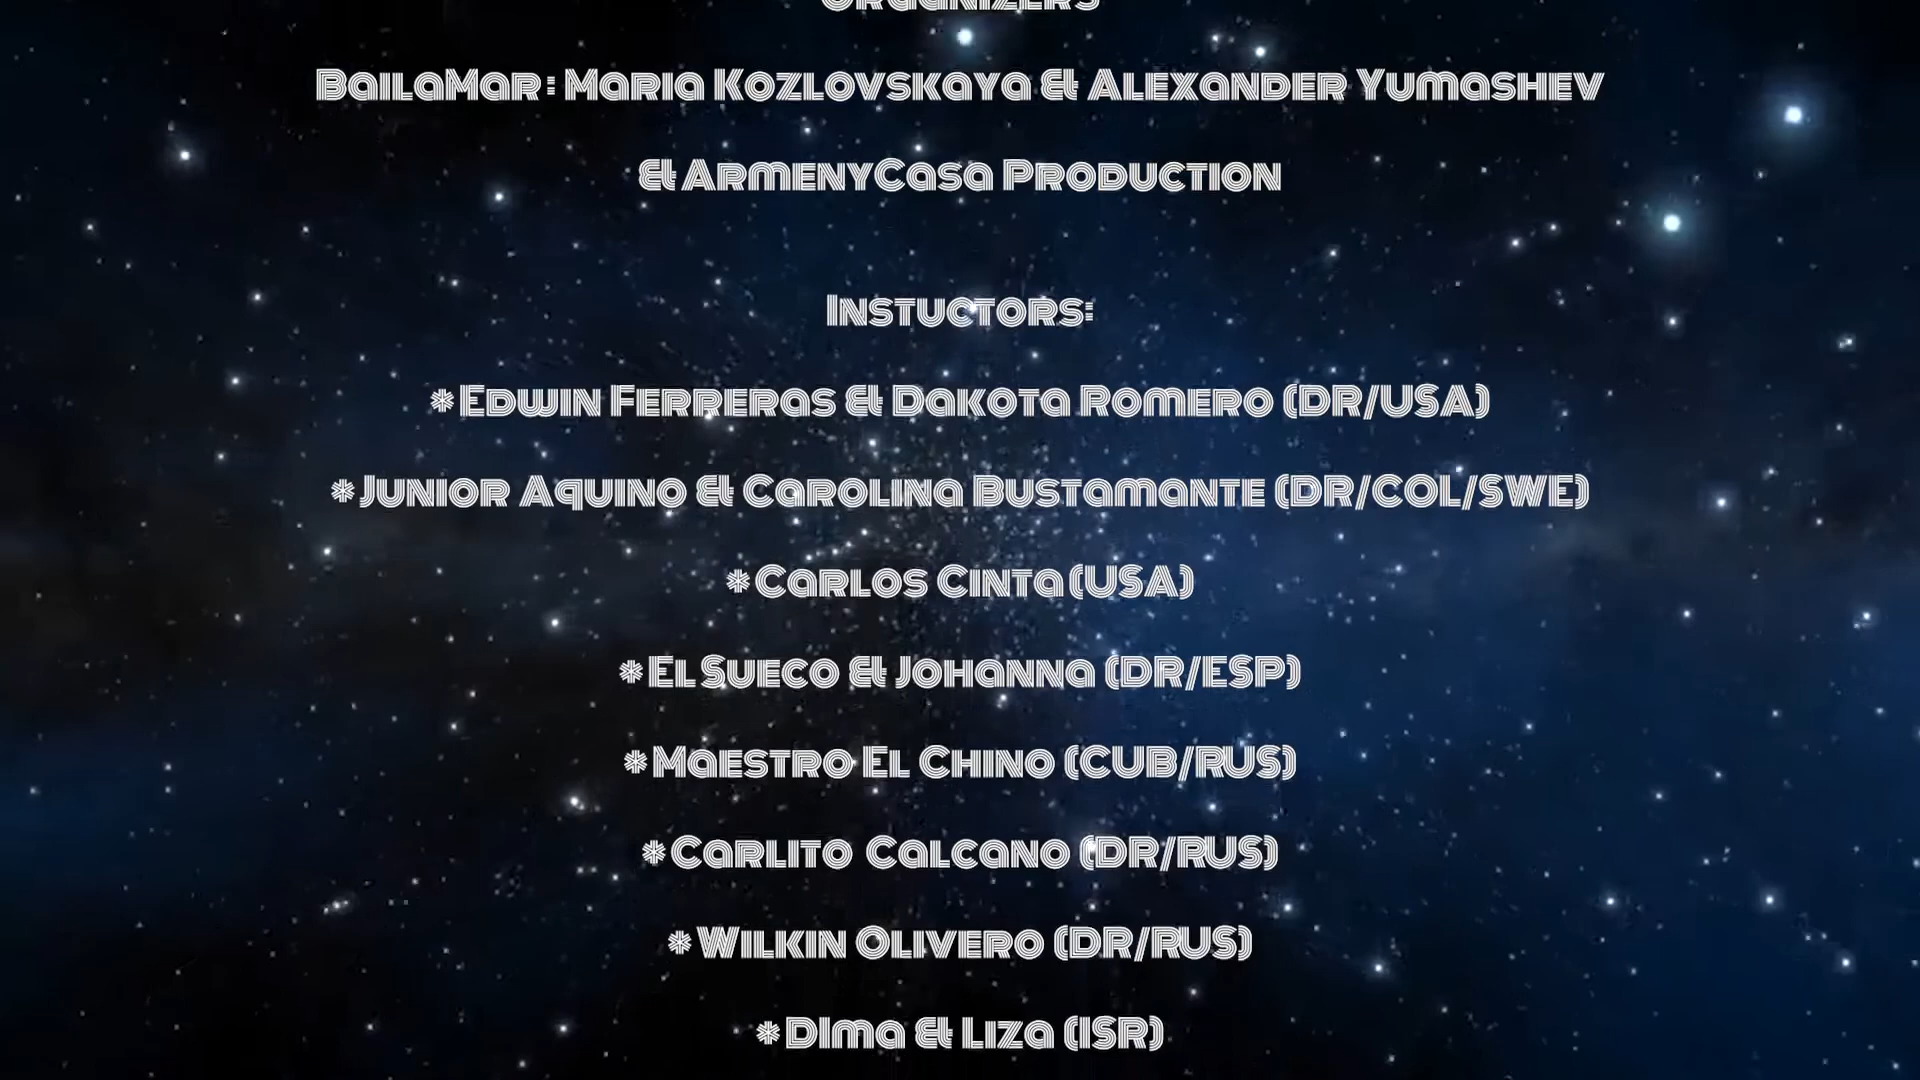 Organizers
BailaMar: Maria Kozlovskaya & Alexander Yumashev
& ArmenyCasa Production
Instuctors:
*Edwin Ferreras & Dakota Romero (DR/USA)
*Junior Aquino & Carolina Bustamante (DR/COL/SWE)
*Carlos Cinta (USA)
*El Sueco & Johanna (DR/ESP)
*Maestro El Chino (CUB/RUS)
*Carlito Calcano (DR/RUS)
*Wilkin Olivero (DR/RUS)
*DIma & Liza (ISR)